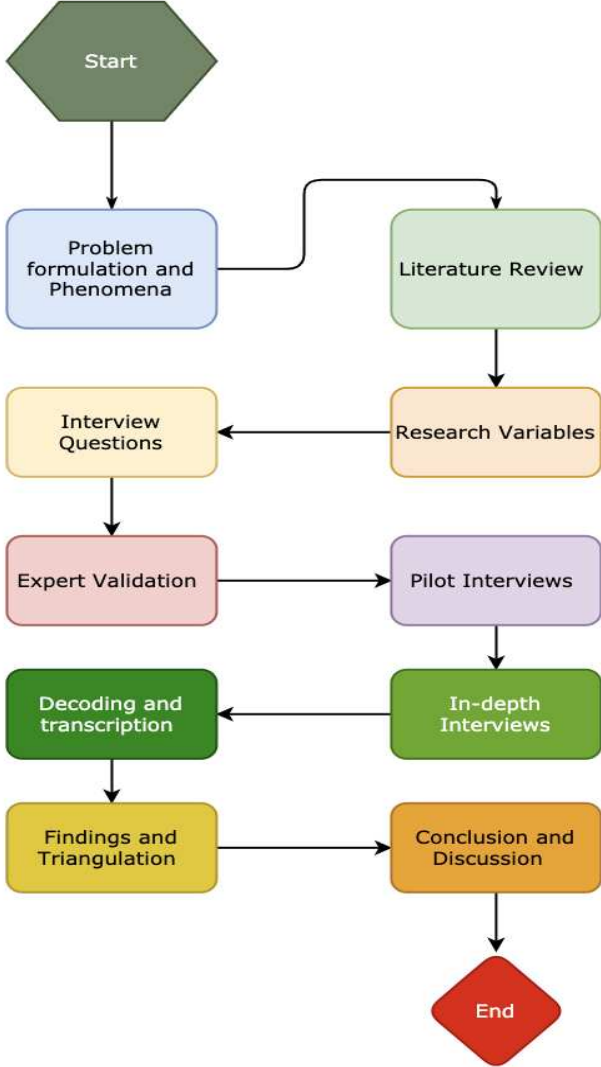 Start
Problem
formulation and
Phenomena
Literature Review
Research Variables
Interview
Questions
Expert Validation
Pilot Interviews
In-depth
Interviews
Decoding and
transcription
Findings and
Triangulation
Conclusion and
Discussion
End